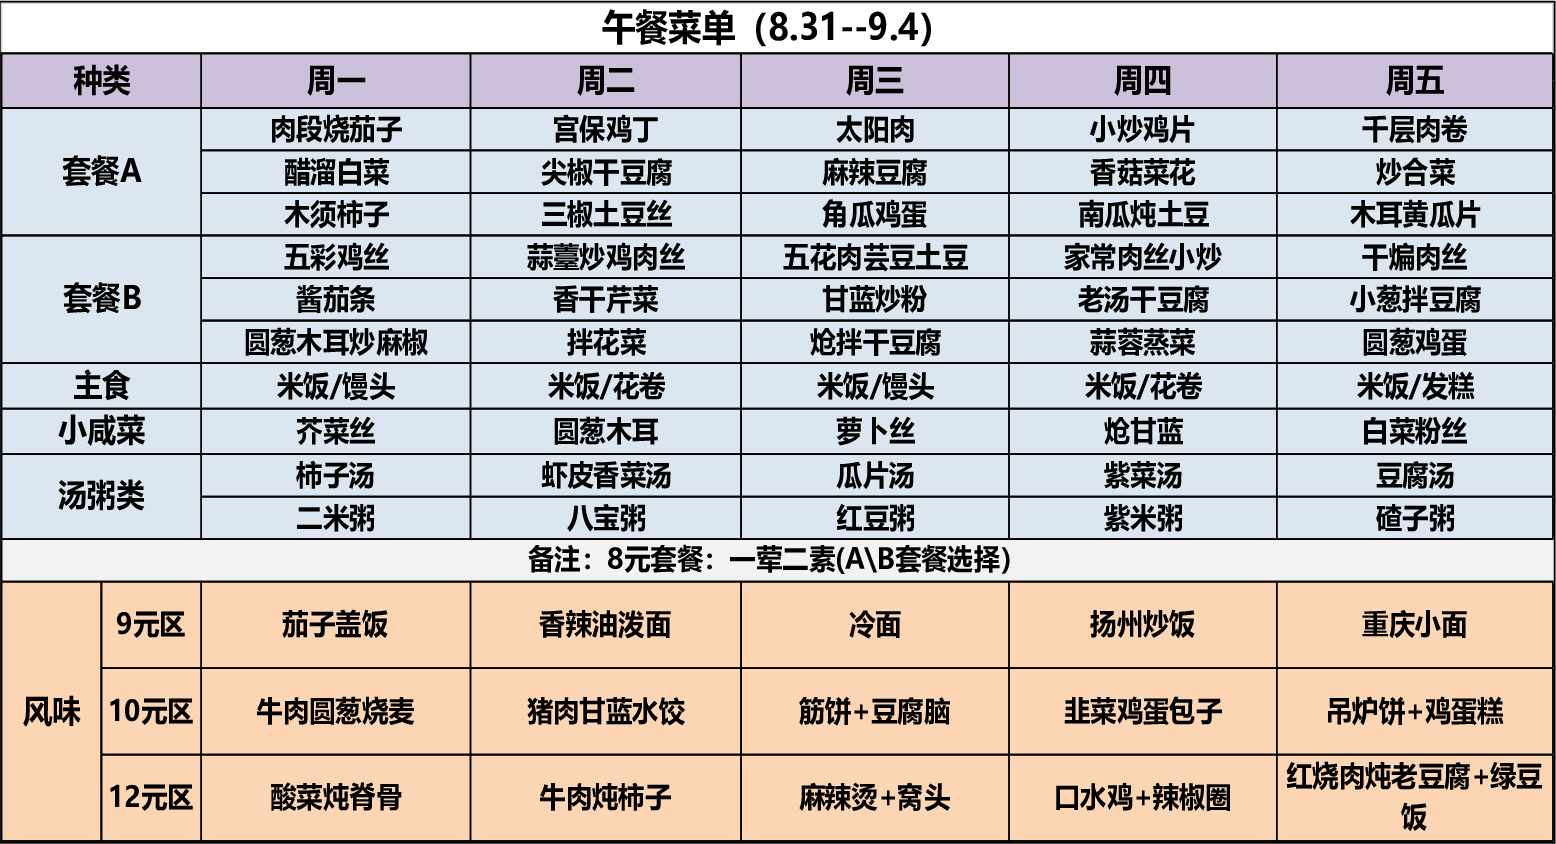 午餐菜单（8.31--9.4）
种类 周一 周二 周三 周四 周五
套餐A
肉段烧茄子 宫保鸡丁 太阳肉 小炒鸡片 千层肉卷
醋溜白菜 尖椒干豆腐 麻辣豆腐 香菇菜花 炒合菜
木须柿子 三椒土豆丝 角瓜鸡蛋 南瓜炖土豆 木耳黄瓜片
套餐B
五彩鸡丝 蒜薹炒鸡肉丝 五花肉芸豆土豆 家常肉丝小炒 干煸肉丝
酱茄条 香干芹菜 甘蓝炒粉 老汤干豆腐 小葱拌豆腐
圆葱木耳炒麻椒 拌花菜 炝拌干豆腐 蒜蓉蒸菜 圆葱鸡蛋
主食 米饭/馒头 米饭/花卷 米饭/馒头 米饭/花卷 米饭/发糕
小咸菜 芥菜丝 圆葱木耳 萝卜丝 炝甘蓝 白菜粉丝
汤粥类
柿子汤 虾皮香菜汤 瓜片汤 紫菜汤 豆腐汤
二米粥 八宝粥 红豆粥 紫米粥 碴子粥
备注：8元套餐：一荤二素(A\B套餐选择)
风味
9元区 茄子盖饭 香辣油泼面 冷面 扬州炒饭 重庆小面
10元区 牛肉圆葱烧麦 猪肉甘蓝水饺 筋饼+豆腐脑 韭菜鸡蛋包子 吊炉饼+鸡蛋糕
12元区 酸菜炖脊骨 牛肉炖柿子 麻辣烫+窝头 口水鸡+辣椒圈 红烧肉炖老豆腐+绿豆
饭